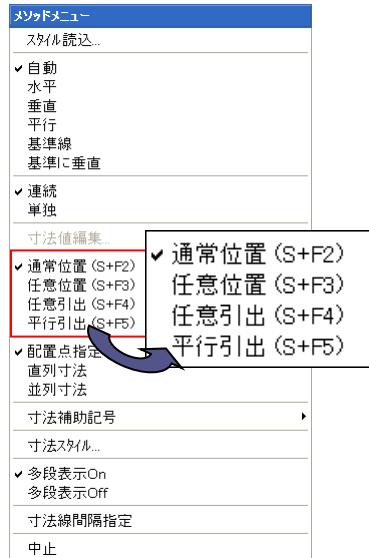 メソッドメニュー
スタイル読込...
自動
水平
垂直
平行
基準線
基準に垂直
連続
単独
寸法値編集...
通常位置 (S+F2)
任意位置 (S+F3)
任意引出 (S+F4)
平行引出 (S+F5)
通常位置 (S+F2)
任意位置 (S+F3)
任意引出 (S+F4)
平行引出 (S+F5)
配置点指定
直列寸法
並列寸法
寸法補助記号
寸法スタイル...
多段表示On
多段表示Off
寸法線間隔指定
中止